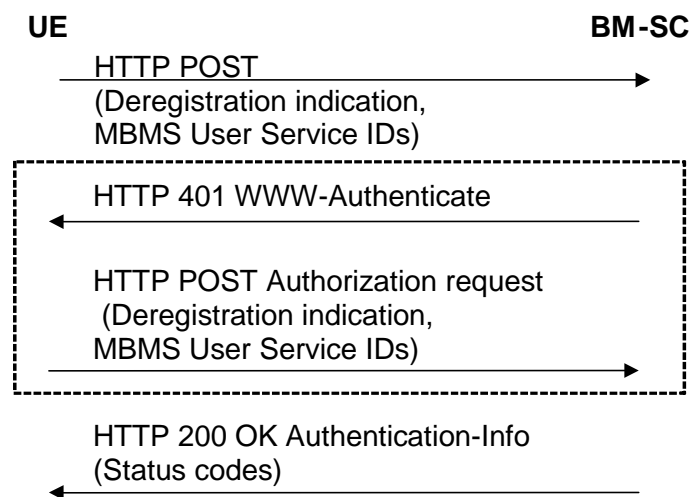 UE BM-SC
HTTP POST
(Deregistration indication,
MBMS User Service IDs)
HTTP 401 WWW-Authenticate
HTTP POST Authorization request
(Deregistration indication,
MBMS User Service IDs)
HTTP 200 OK Authentication-Info
(Status codes)